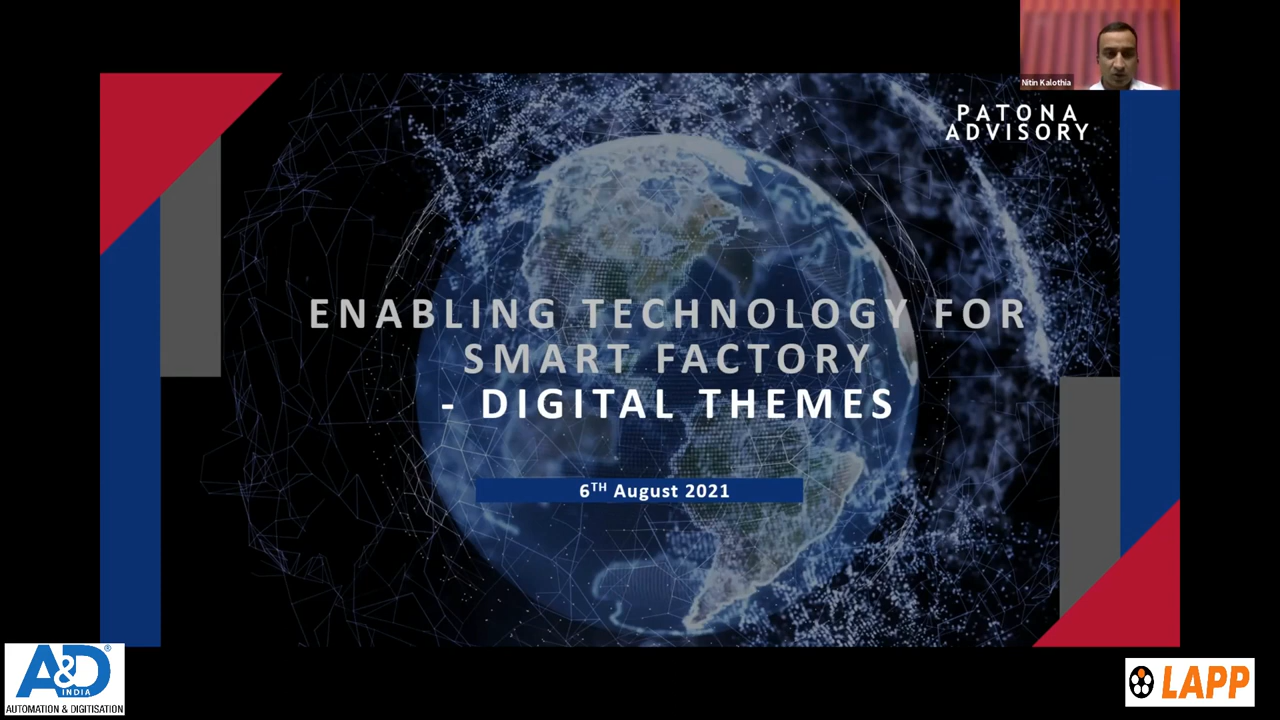 Nitin Kalothia
PATONA
ADVISORY
ENABLING TECHNOLOGY FOR
SMART FACTORY
- DIGITAL THEMES
6TH August 2021
A&D®
INDIA
AUTOMATION & DIGITISATION
LAPP